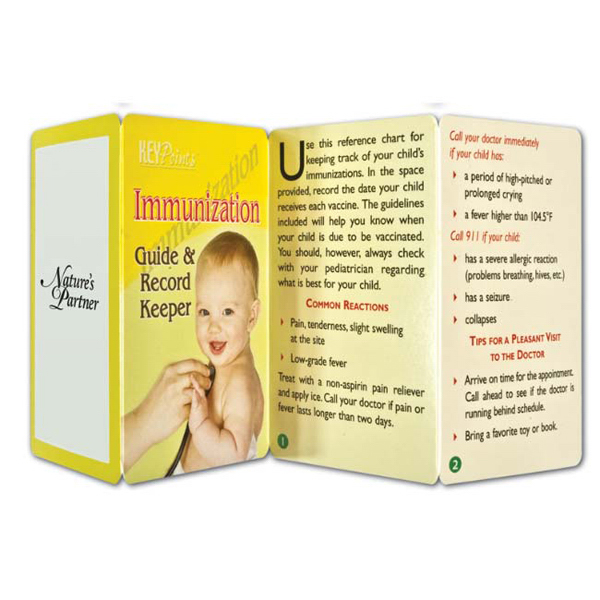 Nature's
Partner
KEY Points
Immunization
Immunization
Guide &
Record
Keeper
Use this reference chart for
keeping track of your child's
immunizations. In the space
provided, record the date your child
receives each vaccine. The guidelines
included will help you know when
your child is due to be vaccinated.
You should, however, always check
with your pediatrician regarding
what is best for your child.
COMMON REACTIONS
Pain, tenderness, slight swelling
at the site
Low-grade fever
Treat with a non-aspirin pain reliever
and apply ice. Call your doctor if pain or
fever lasts longer than two days.
1
Call your doctor immediately
if your child has:
a period of high-pitched or
prolonged crying
a fever higher than 104.5°F
Call 911 if your child:
has a severe allergic reaction
(problems breathing, hives, etc.)
has a seizure
collapses
TIPS FOR A PLEASANT VISIT
TO THE DOCTOR
Arrive on time for the appointment.
Call ahead to see if the doctor is
running behind schedule.
Bring a favorite toy or book.
2